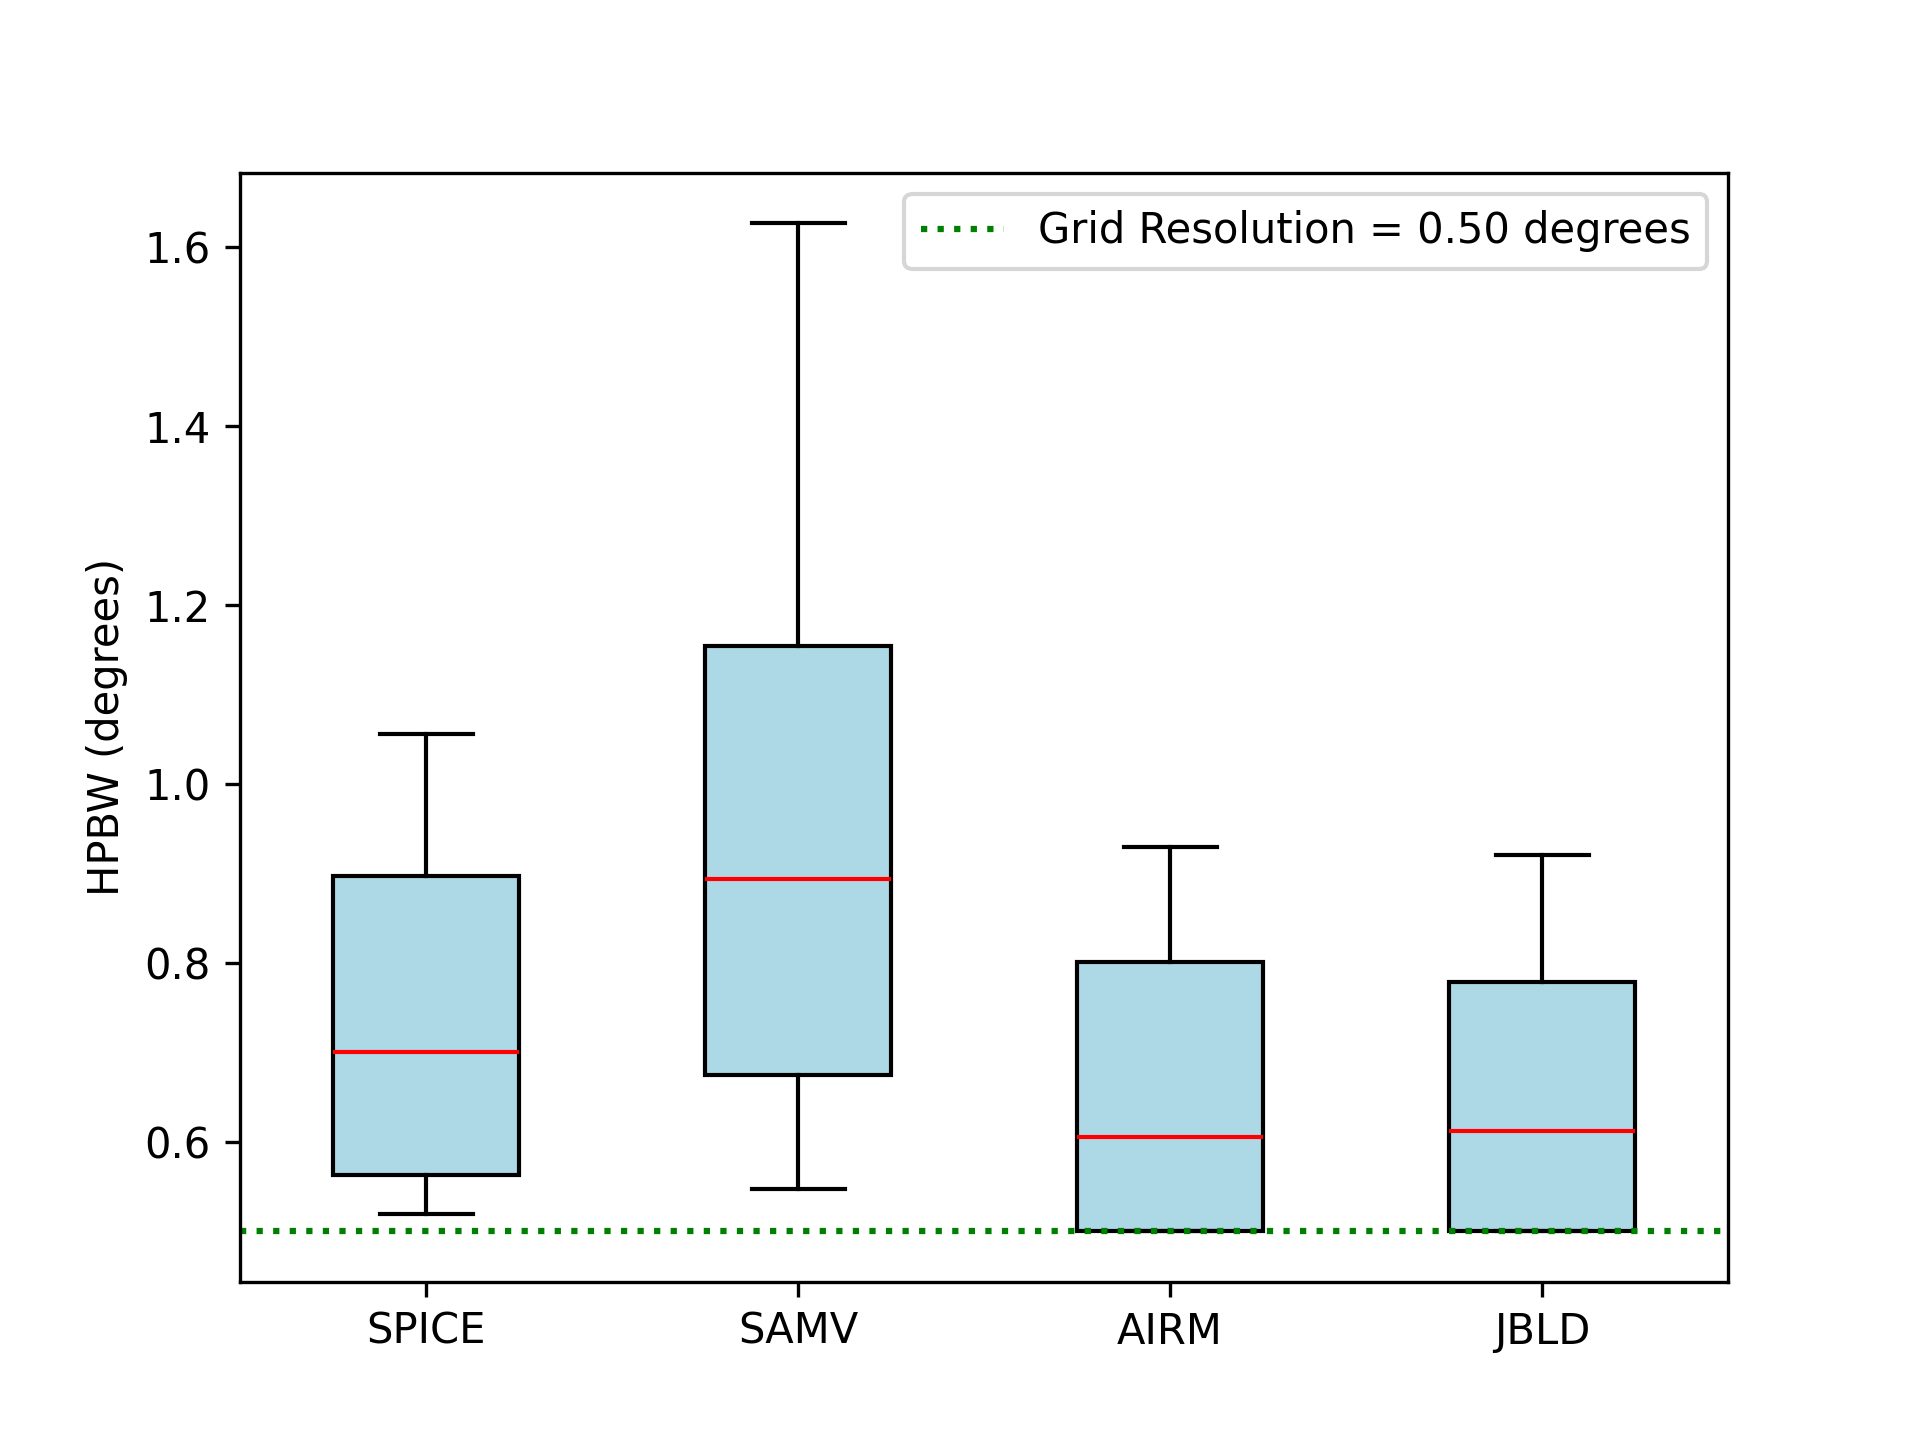 Grid Resolution = 0.50 degrees
HPBW (degrees)
1.6
1.4
1.2
1.0
0.8
0.6
SPICE SAMV AIRM JBLD